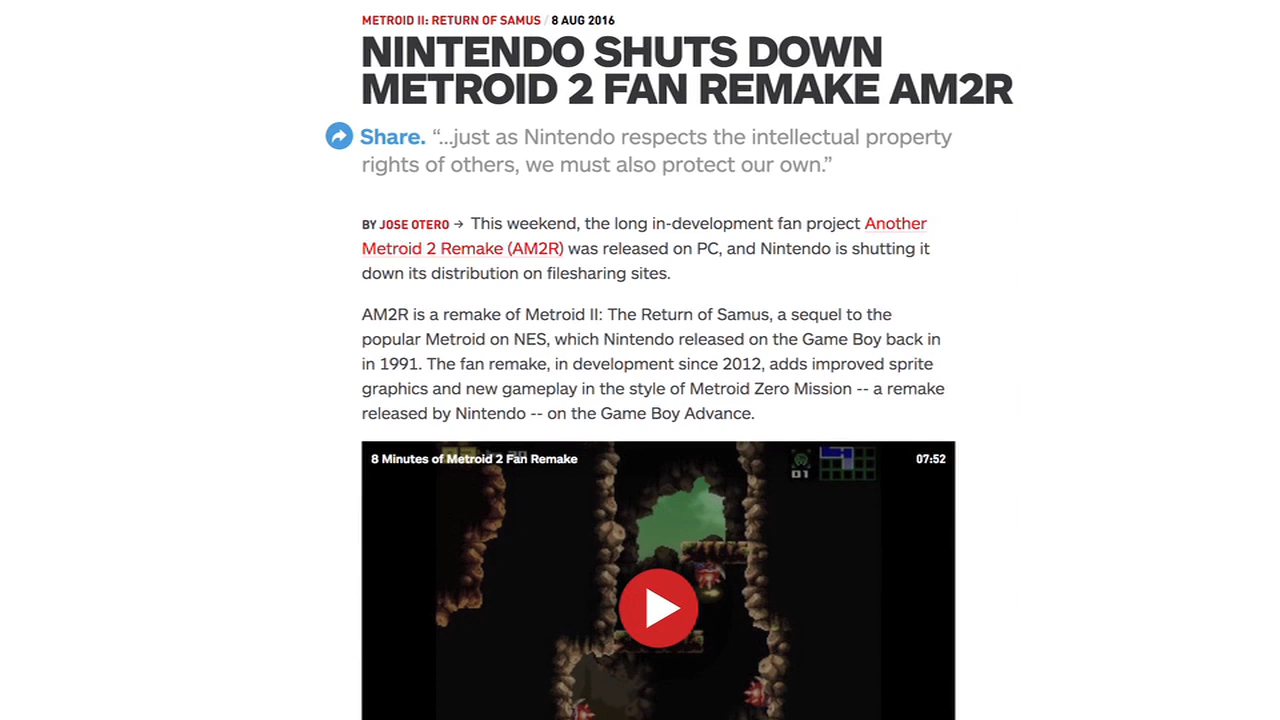 METROID II: RETURN OF SAMUS / 8 AUG 2016
NINTENDO SHUTS DOWN
METROID 2 FAN REMAKE AM2R
Share. “...just as Nintendo respects the intellectual property
rights of others, we must also protect our own.”
BY JOSE OTERO → This weekend, the long in-development fan project Another
Metroid 2 Remake (AM2R) was released on PC, and Nintendo is shutting it
down its distribution on filesharing sites.
AM2R is a remake of Metroid II: The Return of Samus, a sequel to the
popular Metroid on NES, which Nintendo released on the Game Boy back in
in 1991. The fan remake, in development since 2012, adds improved sprite
graphics and new gameplay in the style of Metroid Zero Mission -- a remake
released by Nintendo -- on the Game Boy Advance.
8 Minutes of Metroid 2 Fan Remake 07:52
01